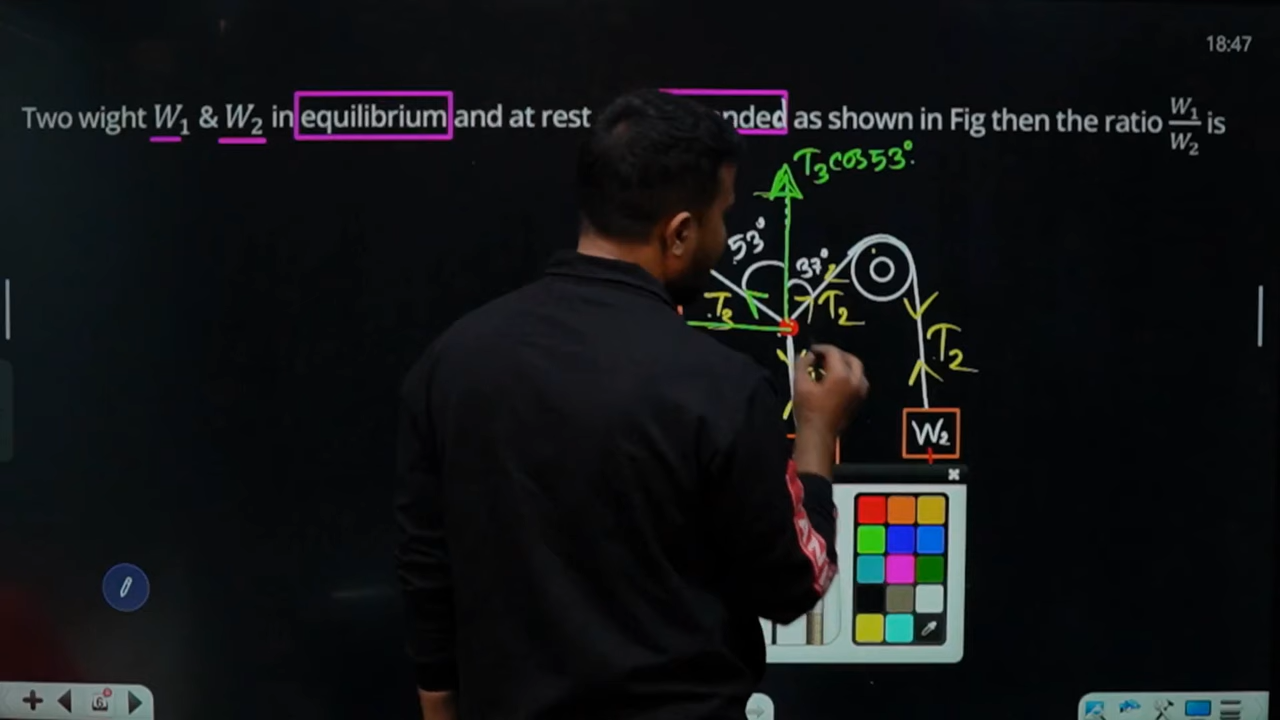 18:47
Two wight W₁ & W₂ in equilibrium and at rest nded as shown in Fig then the ratio W₁/W₂ is
T₃cos53°.
53° 37°
T₃ T₂
T₂
W₂
6